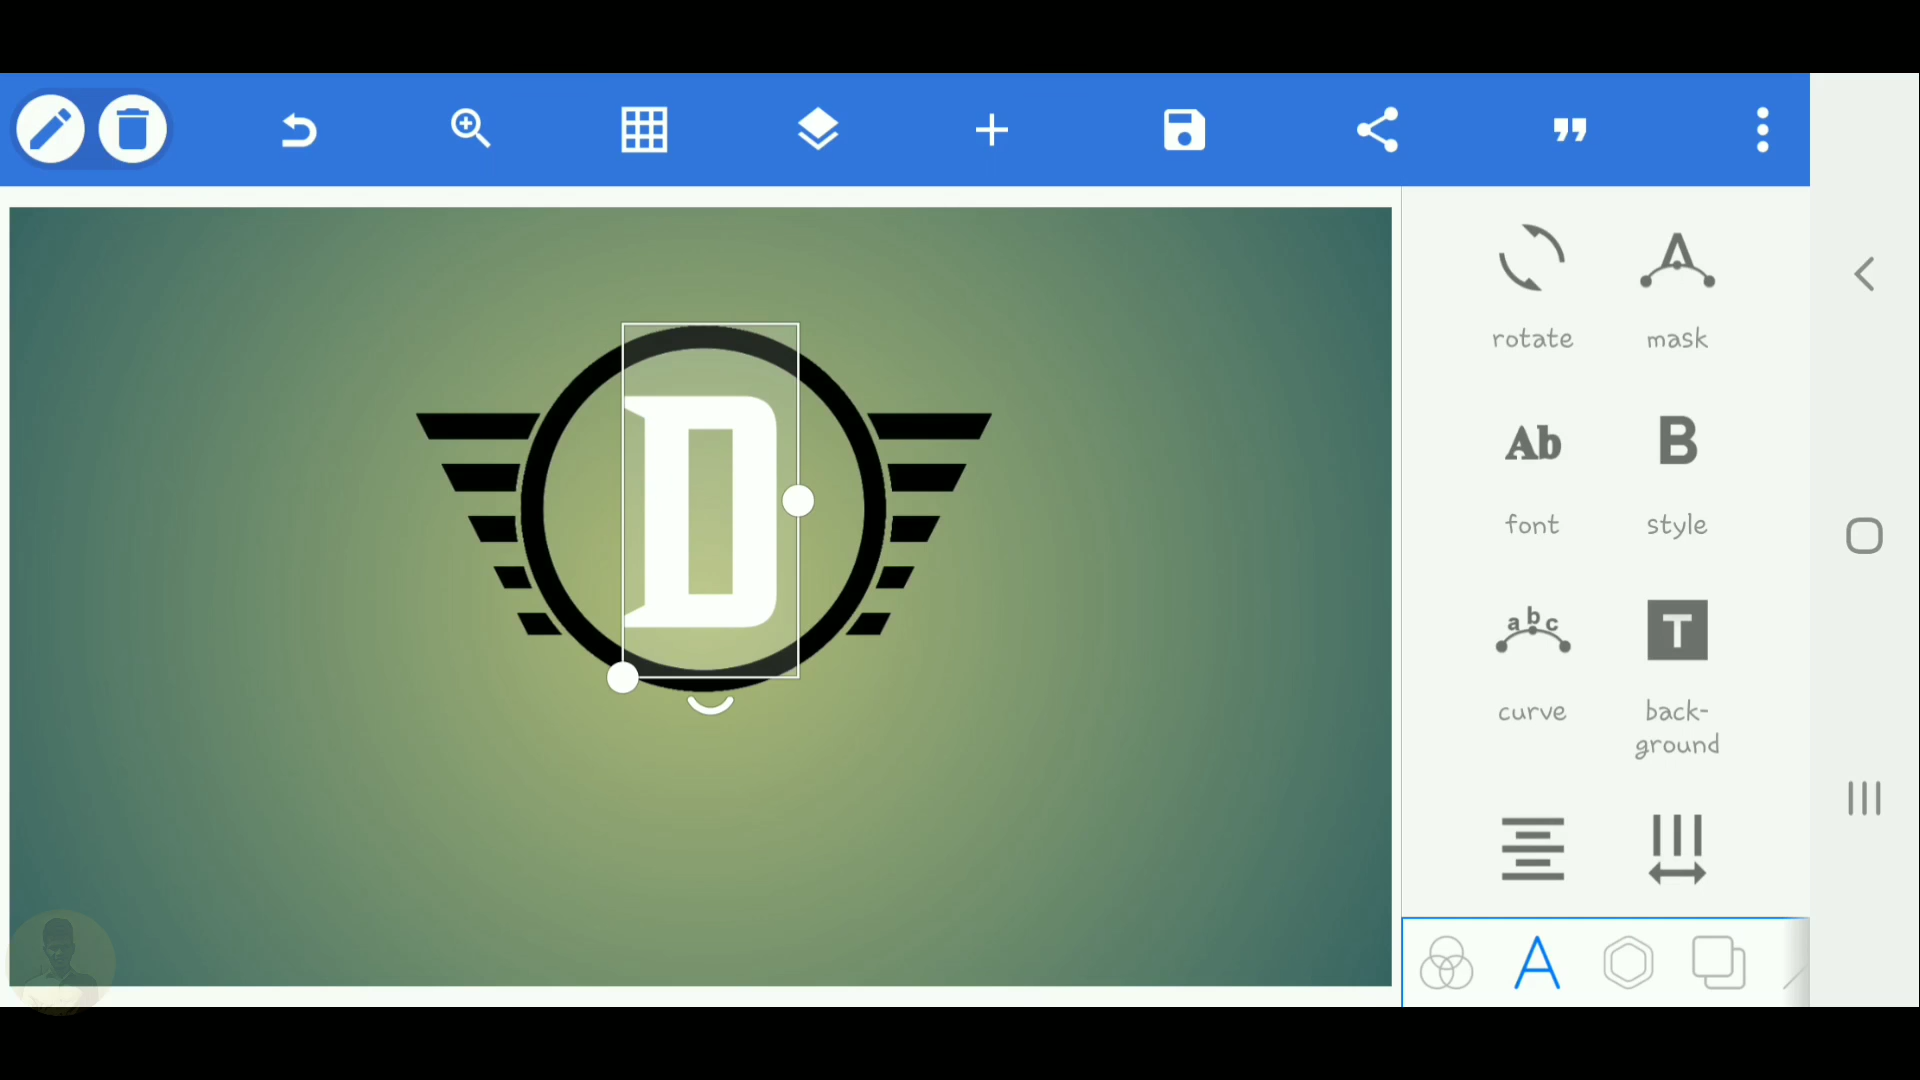 D
rotate
mask
Ab
B
font
style
abc
T
curve
back-
ground